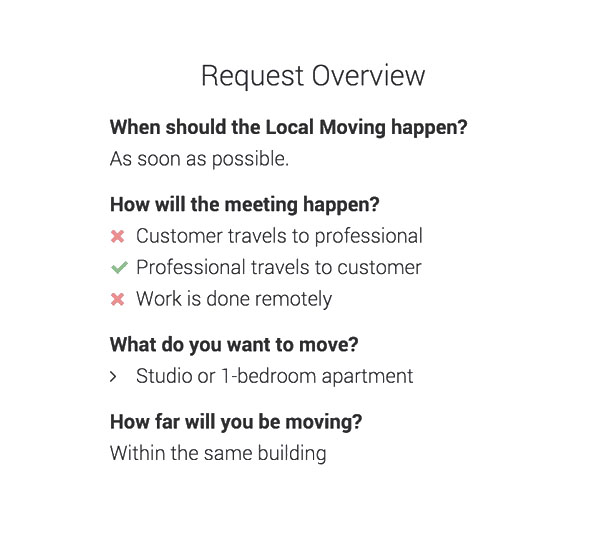 Request Overview
When should the Local Moving happen?
As soon as possible.
How will the meeting happen?
Customer travels to professional
Professional travels to customer
Work is done remotely
What do you want to move?
Studio or 1-bedroom apartment
How far will you be moving?
Within the same building